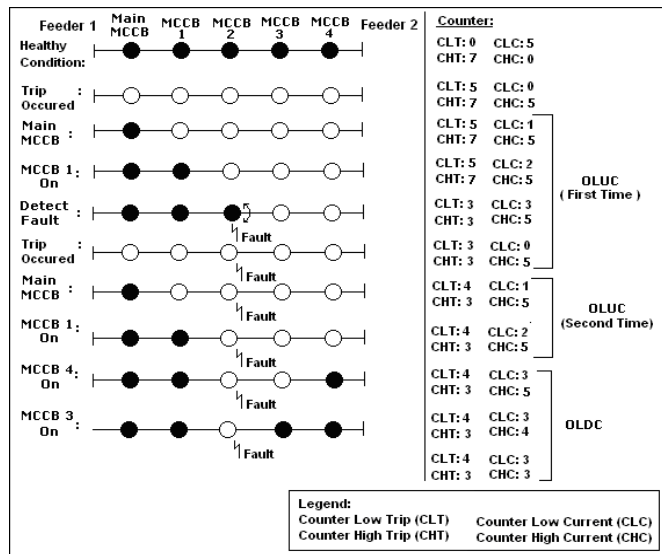 Feeder 1 Main MCCB MCCB 1 MCCB 2 MCCB 3 MCCB 4 Feeder 2 Counter:
Healthy Condition: CLT: 0 CLC: 5
CHT: 7 CHC: 0
Trip Occured : CLT: 5 CLC: 0
CHT: 7 CHC: 5
Main MCCB : CLT: 5 CLC: 1
CHT: 7 CHC: 5
MCCB 1 On : CLT: 5 CLC: 2
CHT: 7 CHC: 5
OLUC
( First Time )
Detect Fault : CLT: 3 CLC: 3
CHT: 3 CHC: 5
Fault
Trip Occured : CLT: 3 CLC: 0
CHT: 3 CHC: 5
Fault
Main MCCB : CLT: 4 CLC: 1
CHT: 3 CHC: 5
Fault
OLUC
(Second Time)
MCCB 1 On : CLT: 4 CLC: 2
CHT: 3 CHC: 5
Fault
MCCB 4 On : CLT: 4 CLC: 3
CHT: 3 CHC: 5
Fault
MCCB 3 On : CLT: 4 CLC: 3
CHT: 3 CHC: 4
OLDC
Fault
CLT: 4 CLC: 3
CHT: 3 CHC: 3
Legend:
Counter Low Trip (CLT) Counter Low Current (CLC)
Counter High Trip (CHT) Counter High Current (CHC)